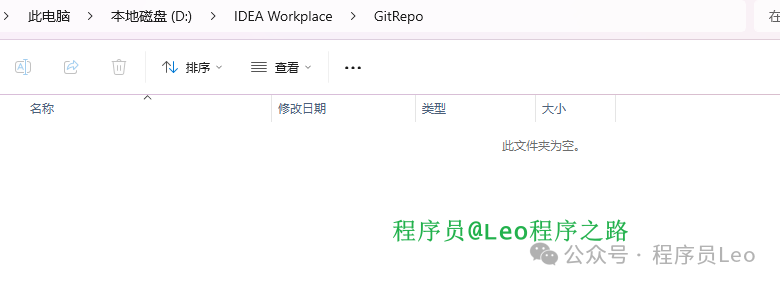 此电脑 > 本地磁盘 (D:) > IDEA Workplace > GitRepo
在
排序 查看 ...
名称 修改日期 类型 大小
此文件夹为空。
程序员@Leo程序之路
公众号 · 程序员Leo